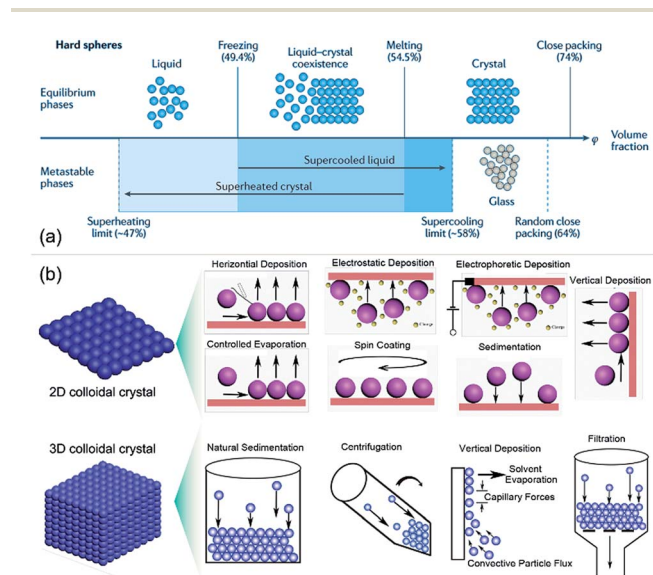 Hard spheres
Freezing
(49.4%)
Liquid–crystal
coexistence
Melting
(54.5%)
Close packing
(74%)
Liquid
Crystal
Equilibrium
phases
φ
Volume
fraction
Metastable
phases
Supercooled liquid
Superheated crystal
Glass
Superheating
limit (~47%)
Supercooling
limit (~58%)
Random close
packing (64%)
(a)
(b)
Horizontial Deposition
Electrostatic Deposition
Electrophoretic Deposition
Vertical Deposition
Charge
Charge
Controlled Evaporation
Spin Coating
Sedimentation
2D colloidal crystal
3D colloidal crystal
Natural Sedimentation
Centrifugation
Vertical Deposition
Filtration
Solvent
Evaporation
Capillary Forces
Convective Particle Flux